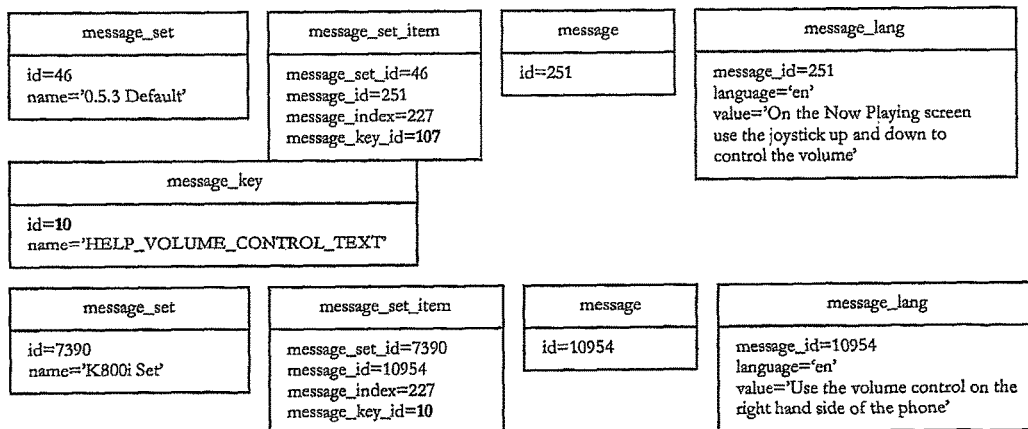 message_set
id=46
name='0.5.3 Default'
message_set_item
message_set_id=46
message_id=251
message_index=227
message_key_id=107
message
id=251
message_lang
message_id=251
language='en'
value='On the Now Playing screen
use the joystick up and down to
control the volume'
message_key
id=10
name='HELP_VOLUME_CONTROL_TEXT'
message_set
id=7390
name='K800i Set'
message_set_item
message_set_id=7390
message_id=10954
message_index=227
message_key_id=10
message
id=10954
message_lang
message_id=10954
language='en'
value='Use the volume control on the
right hand side of the phone'